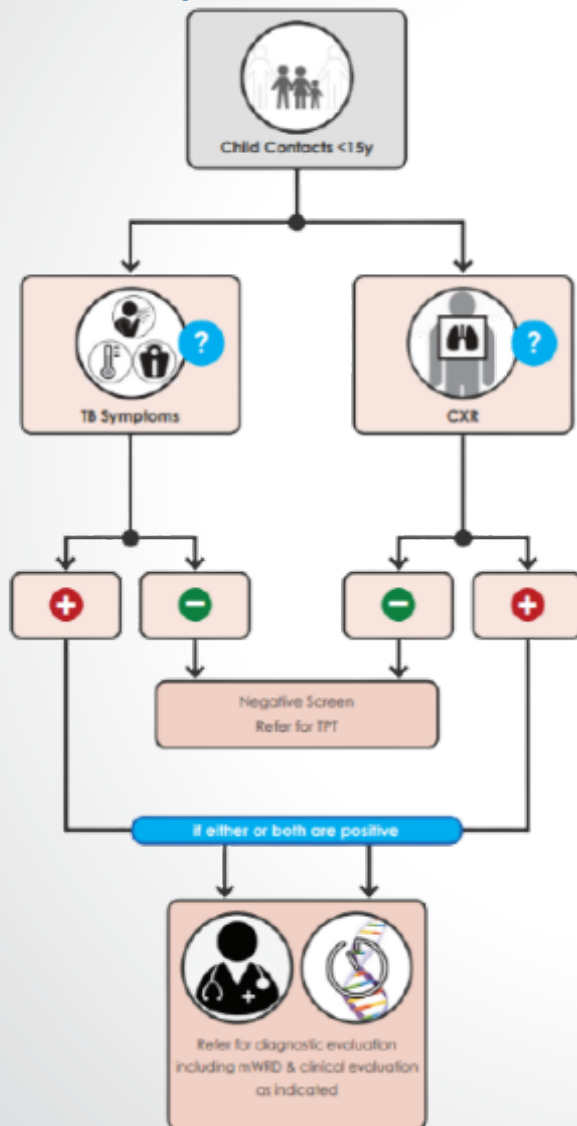 Child Contacts <15y
?
?
TB Symptoms
CXR
Negative Screen
Refer for TPT
if either or both are positive
Refer for diagnostic evaluation
including mWRD & clinical evaluation
as indicated